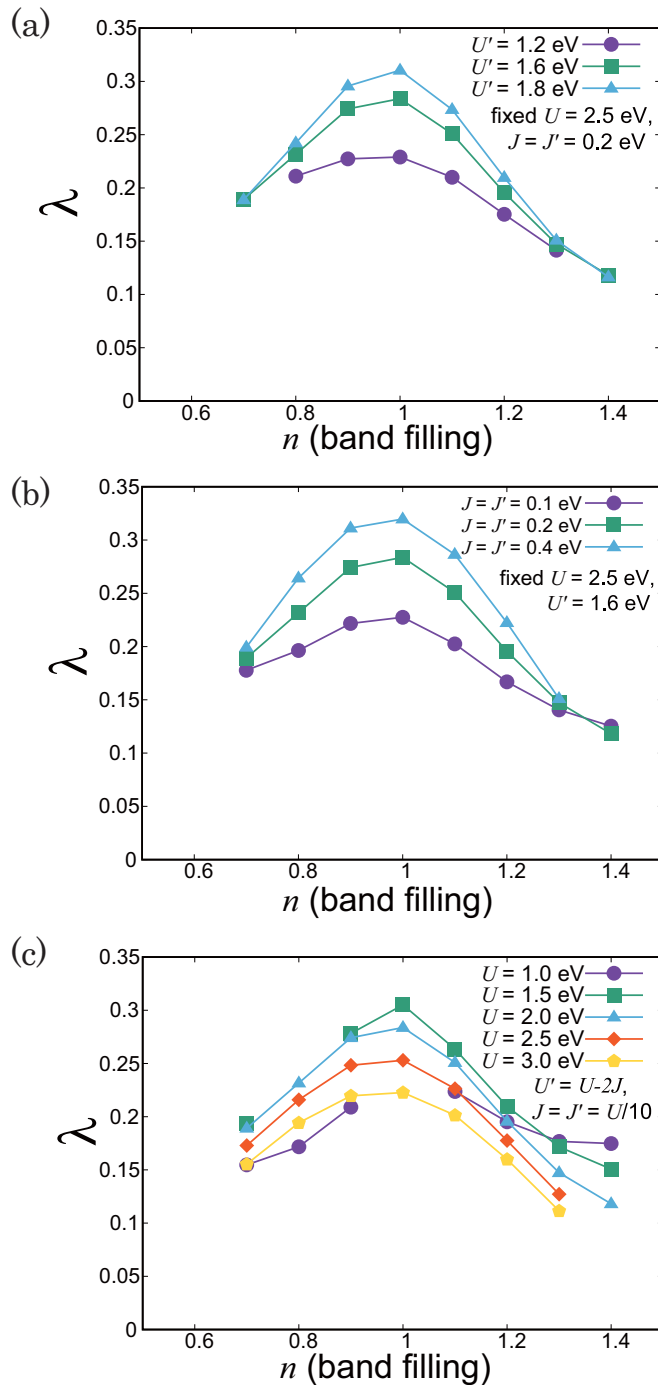 (a)
0.35
0.3
0.25
0.2
0.15
0.1
0.05
0
λ
U′ = 1.2 eV
U′ = 1.6 eV
U′ = 1.8 eV
fixed U = 2.5 eV,
J = J′ = 0.2 eV
0.6 0.8 1 1.2 1.4
n (band filling)
(b)
0.35
0.3
0.25
0.2
0.15
0.1
0.05
0
λ
J = J′ = 0.1 eV
J = J′ = 0.2 eV
J = J′ = 0.4 eV
fixed U = 2.5 eV,
U′ = 1.6 eV
0.6 0.8 1 1.2 1.4
n (band filling)
(c)
0.35
0.3
0.25
0.2
0.15
0.1
0.05
0
λ
U = 1.0 eV
U = 1.5 eV
U = 2.0 eV
U = 2.5 eV
U = 3.0 eV
U′ = U-2J,
J = J′ = U/10
0.6 0.8 1 1.2 1.4
n (band filling)